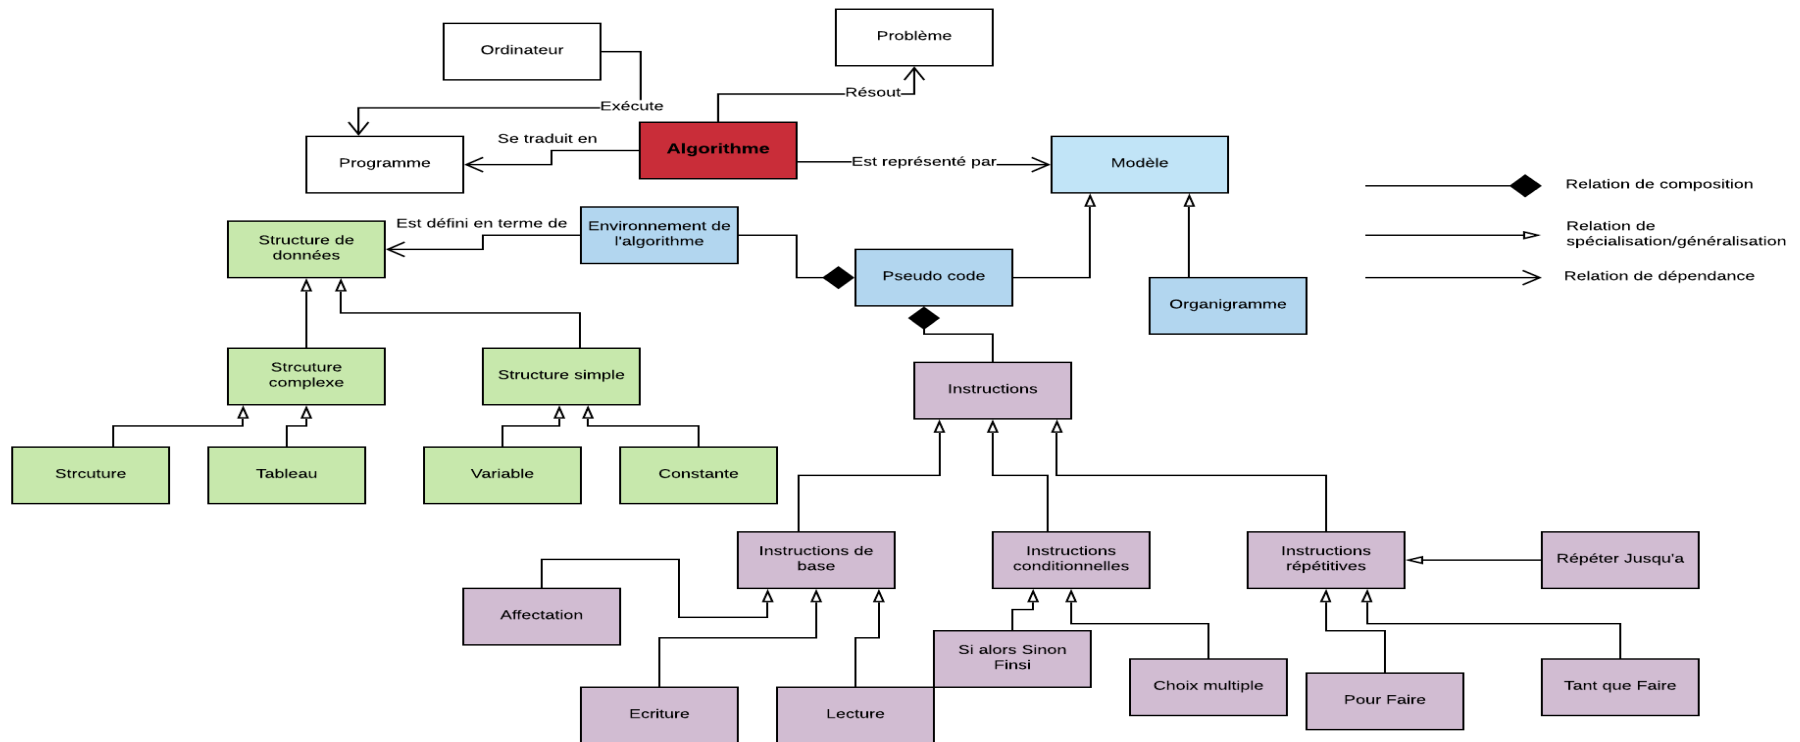 Problème
Ordinateur
Résout
Exécute
Se traduit en
Algorithme
Est représenté par
Programme
Modèle
Relation de composition
Est défini en terme de
Environnement de
l'algorithme
Structure de
données
Relation de
spécialisation/généralisation
Pseudo code
Relation de dépendance
Organigramme
Strcuture
complexe
Structure simple
Instructions
Strcuture
Tableau
Variable
Constante
Instructions de
base
Instructions
conditionnelles
Instructions
répétitives
Répéter Jusqu'a
Affectation
Si alors Sinon
Finsi
Choix multiple
Pour Faire
Tant que Faire
Ecriture
Lecture